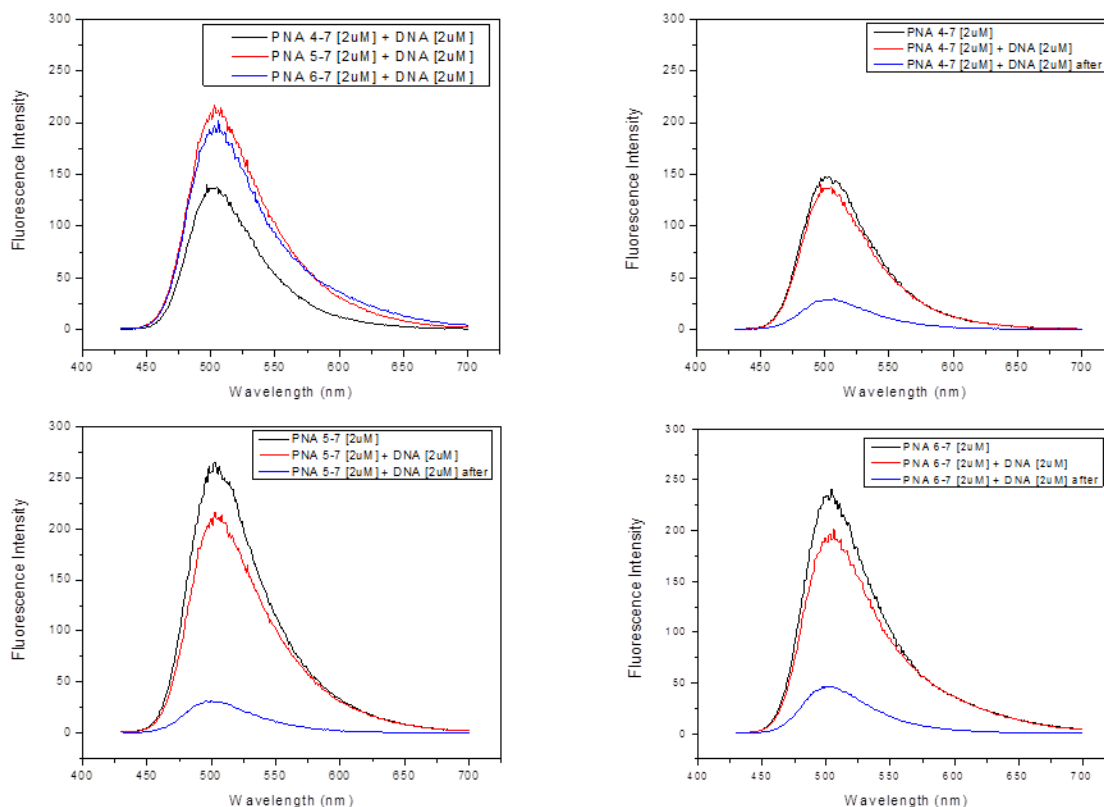 300
250
200
150
100
50
0
Fluorescence Intensity
PNA 4-7 [2uM] + DNA [2uM]
PNA 5-7 [2uM] + DNA [2uM]
PNA 6-7 [2uM] + DNA [2uM]
400 450 500 550 600 650 700
Wavelength (nm)
300
250
200
150
100
50
0
Fluorescence Intensity
PNA 4-7 [2uM]
PNA 4-7 [2uM] + DNA [2uM]
PNA 4-7 [2uM] + DNA [2uM] after
400 450 500 550 600 650 700
Wavelength (nm)
300
250
200
150
100
50
0
Fluorescence Intensity
PNA 5-7 [2uM]
PNA 5-7 [2uM] + DNA [2uM]
PNA 5-7 [2uM] + DNA [2uM] after
400 450 500 550 600 650 700
Wavelength (nm)
300
250
200
150
100
50
0
Fluorescence Intensity
PNA 6-7 [2uM]
PNA 6-7 [2uM] + DNA [2uM]
PNA 6-7 [2uM] + DNA [2uM] after
400 450 500 550 600 650 700
Wavelength (nm)